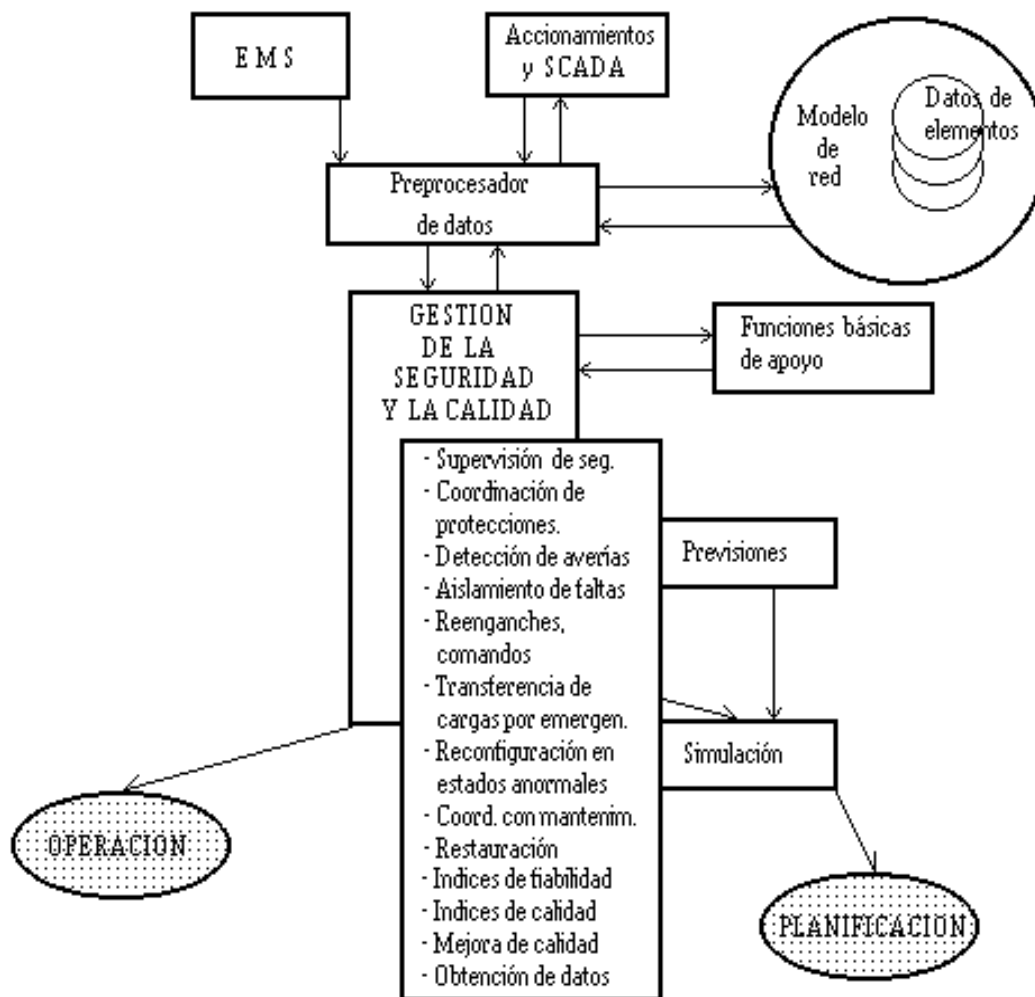 E M S
Accionamientos
y SCADA
Modelo
de
red
Datos de
elementos
Preprocesador
de datos
GESTION
DE LA
SEGURIDAD
Y LA CALIDAD
Funciones básicas
de apoyo
- Supervisión de seg.
- Coordinación de
protecciones.
- Detección de averías
- Aislamiento de faltas
- Reenganches,
comandos
- Transferencia de
cargas por emergen.
- Reconfiguración en
estados anormales
- Coord. con mantenim.
- Restauración
- Indices de fiabilidad
- Indices de calidad
- Mejora de calidad
- Obtención de datos
Previsiones
Simulación
OPERACION
PLANIFICACION